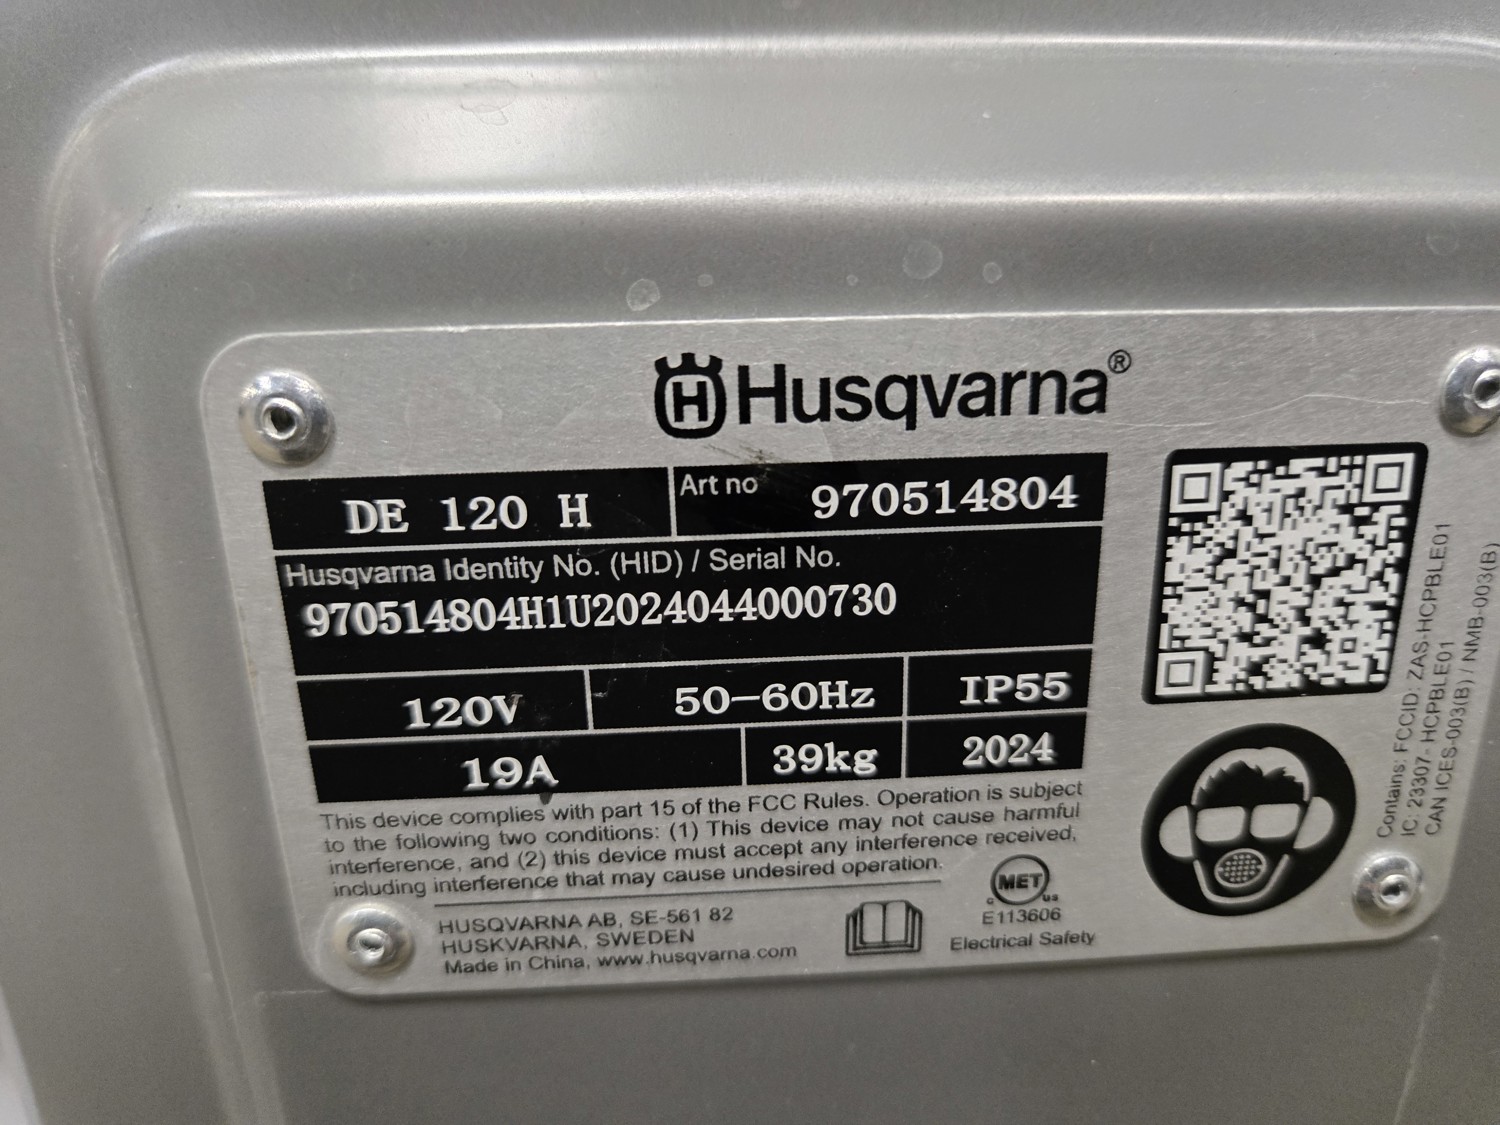 Husqvarna®
DE 120 H
Art no 970514804
Husqvarna Identity No. (HID) / Serial No.
970514804H1U2024044000730
120V 50-60Hz IP55
19A 39kg 2024
This device complies with part 15 of the FCC Rules. Operation is subject
to the following two conditions: (1) This device may not cause harmful
interference, and (2) this device must accept any interference received,
including interference that may cause undesired operation.
HUSQVARNA AB, SE-561 82
HUSKVARNA, SWEDEN
Made in China, www.husqvarna.com
c MET us
E113606
Electrical Safety
Contains: FCCID: ZAS-HCPBLE01
IC: 23307- HCPBLE01
CAN ICES-003(B) / NMB-003(B)